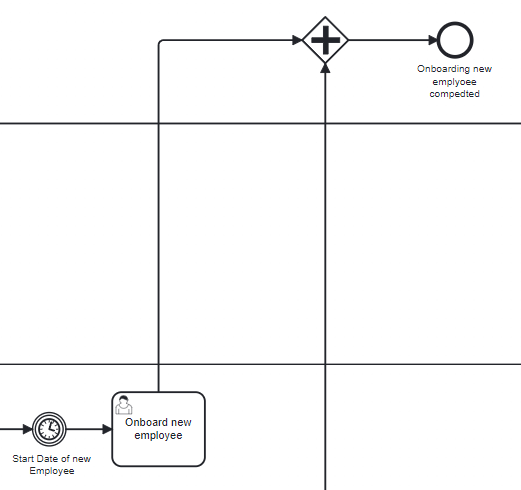 Onboarding new
emplyoee
compedted
Onboard new
employee
Start Date of new
Employee